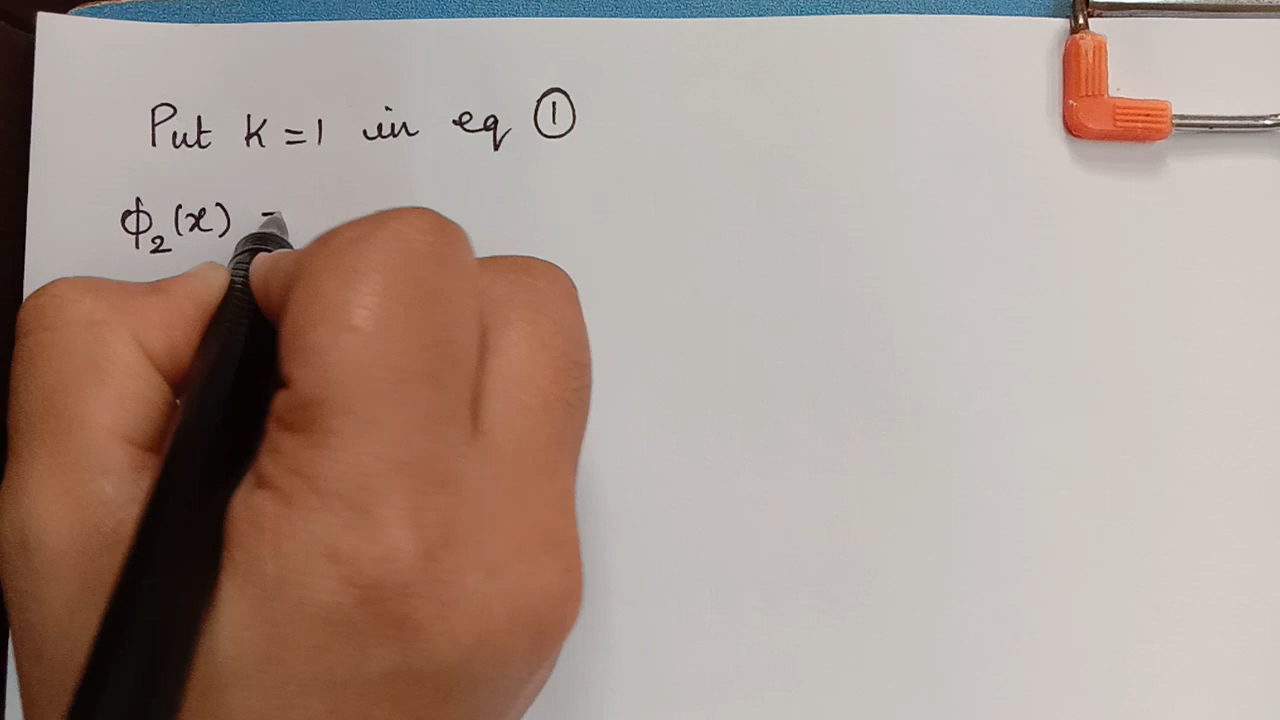 Put K=1 in eq ①
ϕ₂(x) =